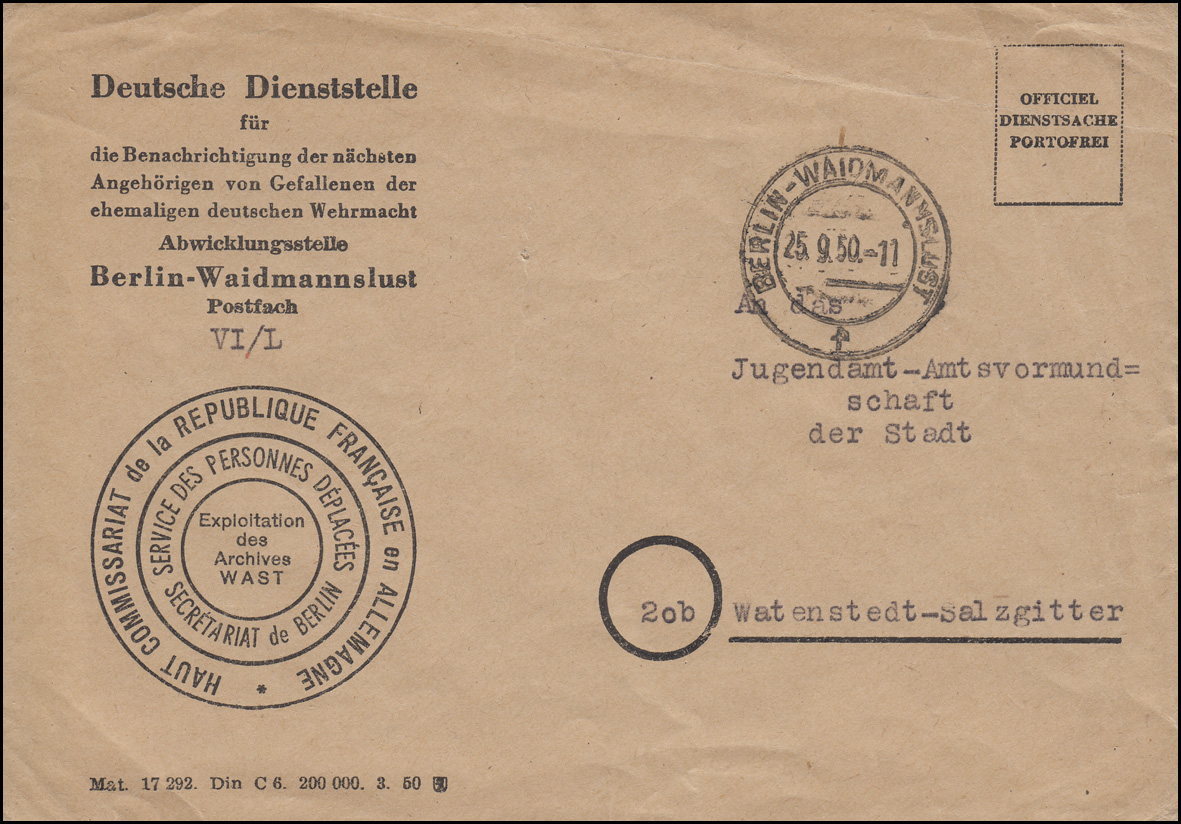 Deutsche Dienststelle
für
die Benachrichtigung der nächsten
Angehörigen von Gefallenen der
ehemaligen deutschen Wehrmacht
Abwicklungsstelle
Berlin-Waidmannslust
Postfach
VI/L
OFFICIEL
DIENSTSACHE
PORTOFREI
BERLIN-WAIDMANNSLUST
25.9.50.-11
An das
Jugendamt-Amtsvormund=
schaft
der Stadt
2ob Watenstedt-Salzgitter
HAUT COMMISSARIAT de la REPUBLIQUE FRANÇAISE en ALLEMAGNE *
SERVICE DES PERSONNES DÉPLACÉES
SECRÉTARIAT de BERLIN
Exploitation
des
Archives
WAST
Mat. 17 292. Din C 6. 200 000. 3. 50